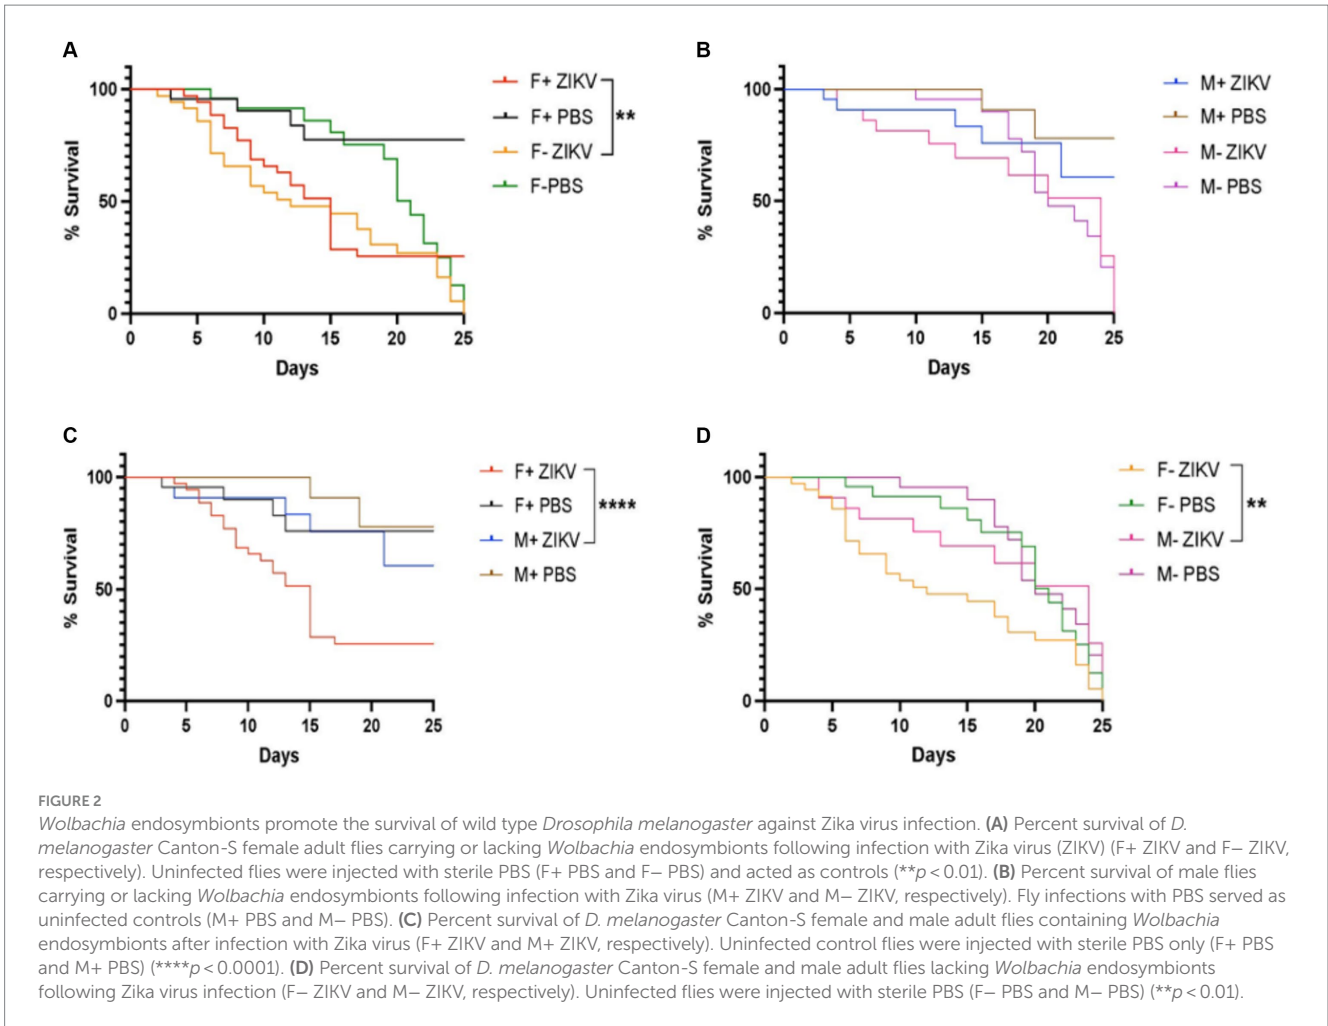 A
100
50
0
% Survival
0 5 10 15 20 25
Days
F+ ZIKV
F+ PBS
F- ZIKV
F-PBS
**
B
100
50
0
% Survival
0 5 10 15 20 25
Days
M+ ZIKV
M+ PBS
M- ZIKV
M- PBS
C
100
50
0
% Survival
0 5 10 15 20 25
Days
F+ ZIKV
F+ PBS
M+ ZIKV
M+ PBS
****
D
100
50
0
% Survival
0 5 10 15 20 25
Days
F- ZIKV
F- PBS
M- ZIKV
M- PBS
**
FIGURE 2
Wolbachia endosymbionts promote the survival of wild type Drosophila melanogaster against Zika virus infection. (A) Percent survival of D.
melanogaster Canton-S female adult flies carrying or lacking Wolbachia endosymbionts following infection with Zika virus (ZIKV) (F+ ZIKV and F− ZIKV,
respectively). Uninfected flies were injected with sterile PBS (F+ PBS and F− PBS) and acted as controls (**p < 0.01). (B) Percent survival of male flies
carrying or lacking Wolbachia endosymbionts following infection with Zika virus (M+ ZIKV and M− ZIKV, respectively). Fly infections with PBS served as
uninfected controls (M+ PBS and M− PBS). (C) Percent survival of D. melanogaster Canton-S female and male adult flies containing Wolbachia
endosymbionts after infection with Zika virus (F+ ZIKV and M+ ZIKV, respectively). Uninfected control flies were injected with sterile PBS only (F+ PBS
and M+ PBS) (****p < 0.0001). (D) Percent survival of D. melanogaster Canton-S female and male adult flies lacking Wolbachia endosymbionts
following Zika virus infection (F− ZIKV and M− ZIKV, respectively). Uninfected flies were injected with sterile PBS (F− PBS and M− PBS) (**p < 0.01).